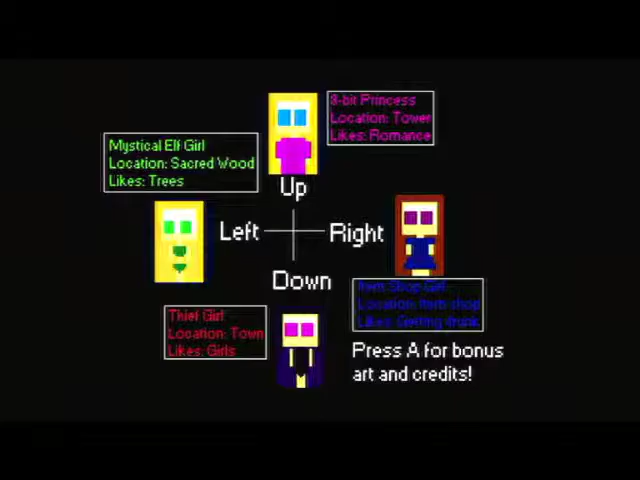 8-bit Princess
Location: Tower
Likes: Romance
Mystical Elf Girl
Location: Sacred Wood
Likes: Trees
Up
Left
Right
Down
Item Shop Girl
Location: Item shop
Likes: Getting drunk
Thief Girl
Location: Town
Likes: Girls
Press A for bonus
art and credits!